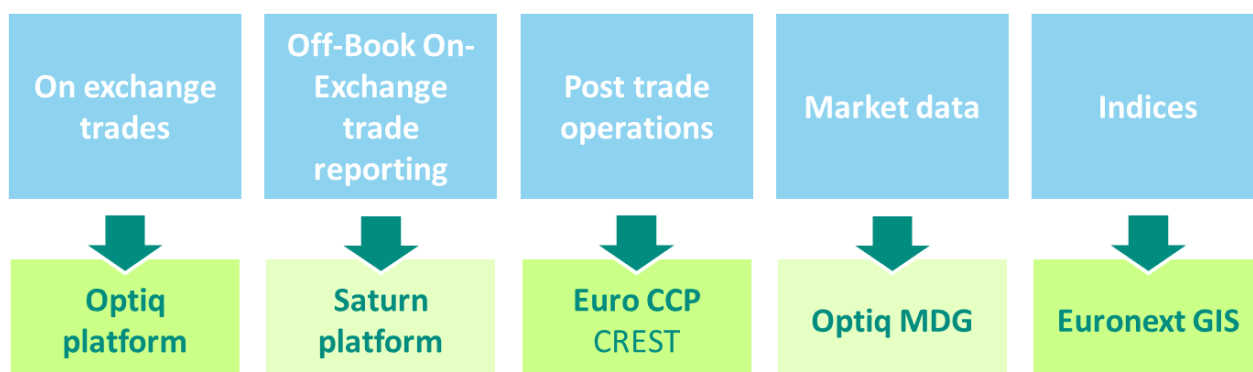 On exchange
trades
Off-Book On-
Exchange
trade
reporting
Post trade
operations
Market data
Indices
Optiq
platform
Saturn
platform
Euro CCP
CREST
Optiq MDG
Euronext GIS